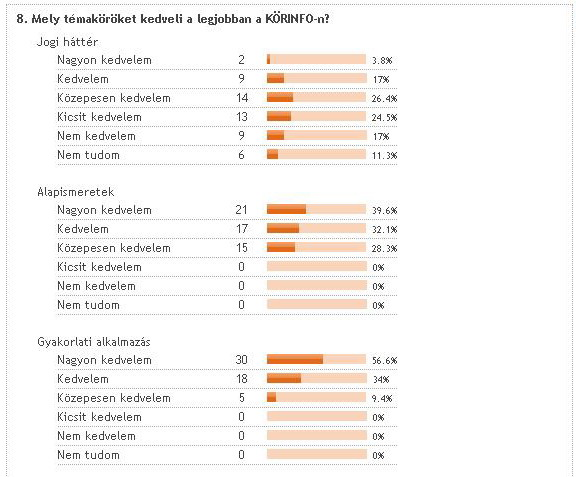 8. Mely témaköröket kedveli a legjobban a KÖRINFO-n?
Jogi háttér
Nagyon kedvelem 2 3.8%
Kedvelem 9 17%
Közepesen kedvelem 14 26.4%
Kicsit kedvelem 13 24.5%
Nem kedvelem 9 17%
Nem tudom 6 11.3%
Alapismeretek
Nagyon kedvelem 21 39.6%
Kedvelem 17 32.1%
Közepesen kedvelem 15 28.3%
Kicsit kedvelem 0 0%
Nem kedvelem 0 0%
Nem tudom 0 0%
Gyakorlati alkalmazás
Nagyon kedvelem 30 56.6%
Kedvelem 18 34%
Közepesen kedvelem 5 9.4%
Kicsit kedvelem 0 0%
Nem kedvelem 0 0%
Nem tudom 0 0%